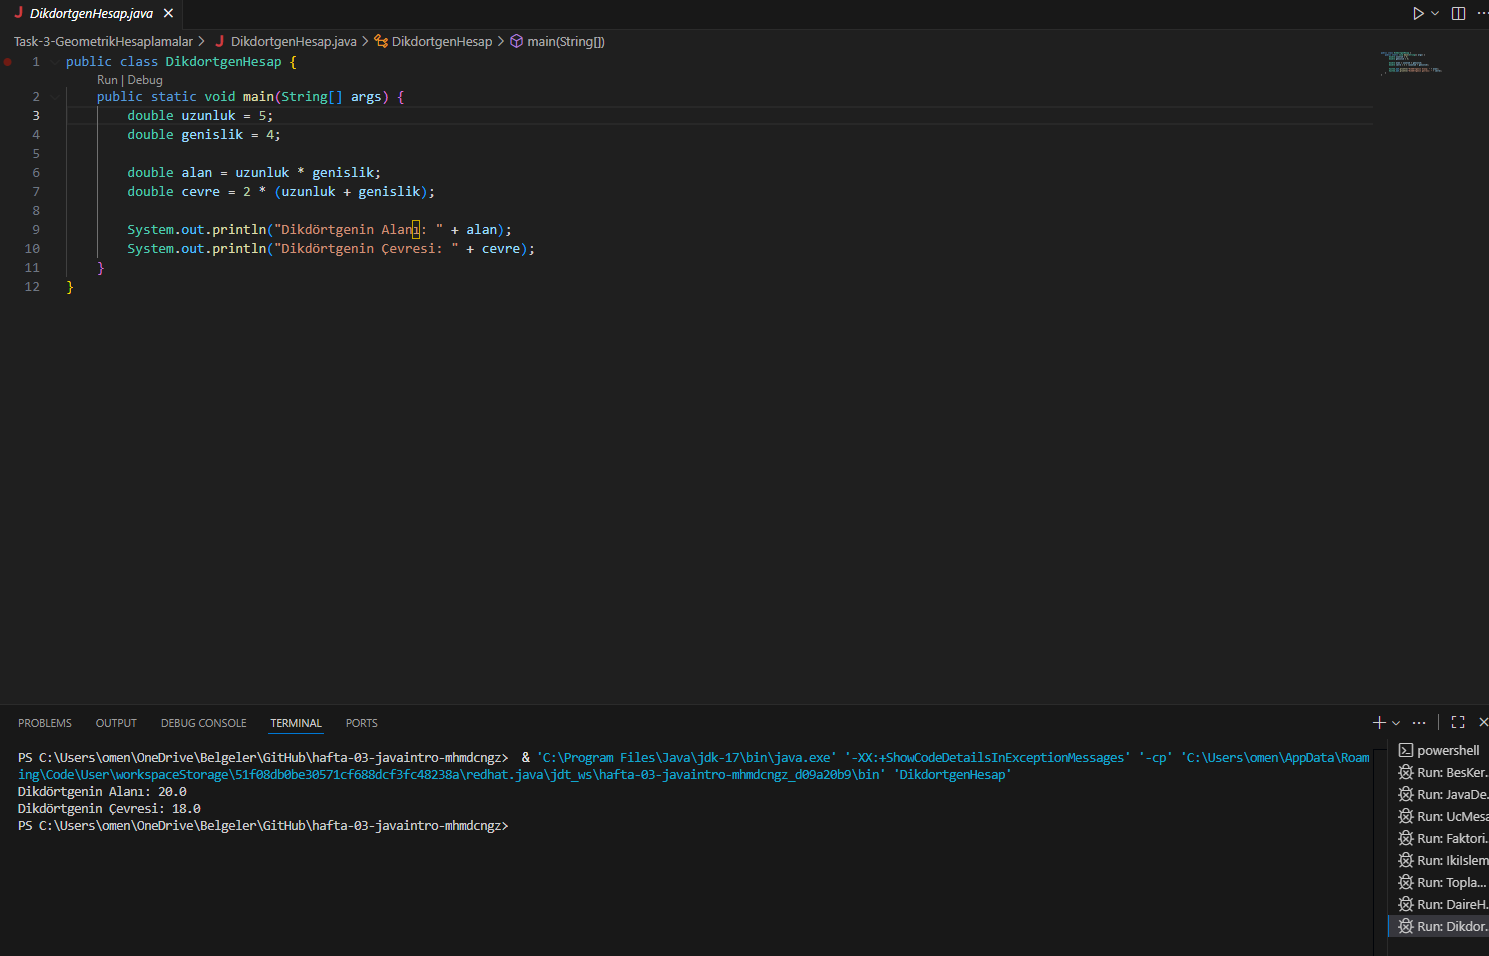 DikdortgenHesap.java
Task-3-GeometrikHesaplamalar > DikdortgenHesap.java > DikdortgenHesap > main(String[])
1 public class DikdortgenHesap {
Run | Debug
2 public static void main(String[] args) {
3 double uzunluk = 5;
4 double genislik = 4;
5
6 double alan = uzunluk * genislik;
7 double cevre = 2 * (uzunluk + genislik);
8
9 System.out.println("Dikdörtgenin Alanı: " + alan);
10 System.out.println("Dikdörtgenin Çevresi: " + cevre);
11 }
12 }
PROBLEMS OUTPUT DEBUG CONSOLE TERMINAL PORTS
PS C:\Users\omen\OneDrive\Belgeler\GitHub\hafta-03-javaintro-mhmdcngz> & 'C:\Program Files\Java\jdk-17\bin\java.exe' '-XX:+ShowCodeDetailsInExceptionMessages' '-cp' 'C:\Users\omen\AppData\Roam
ing\Code\User\workspaceStorage\51f08db0be30571cf688dcf3fc48238a\redhat.java\jdt_ws\hafta-03-javaintro-mhmdcngz_d09a20b9\bin' 'DikdortgenHesap'
Dikdörtgenin Alanı: 20.0
Dikdörtgenin Çevresi: 18.0
PS C:\Users\omen\OneDrive\Belgeler\GitHub\hafta-03-javaintro-mhmdcngz>
powershell
Run: BesKer...
Run: JavaDe...
Run: UcMesa
Run: Faktori...
Run: IkiIslem
Run: Topla...
Run: DaireH...
Run: Dikdor...